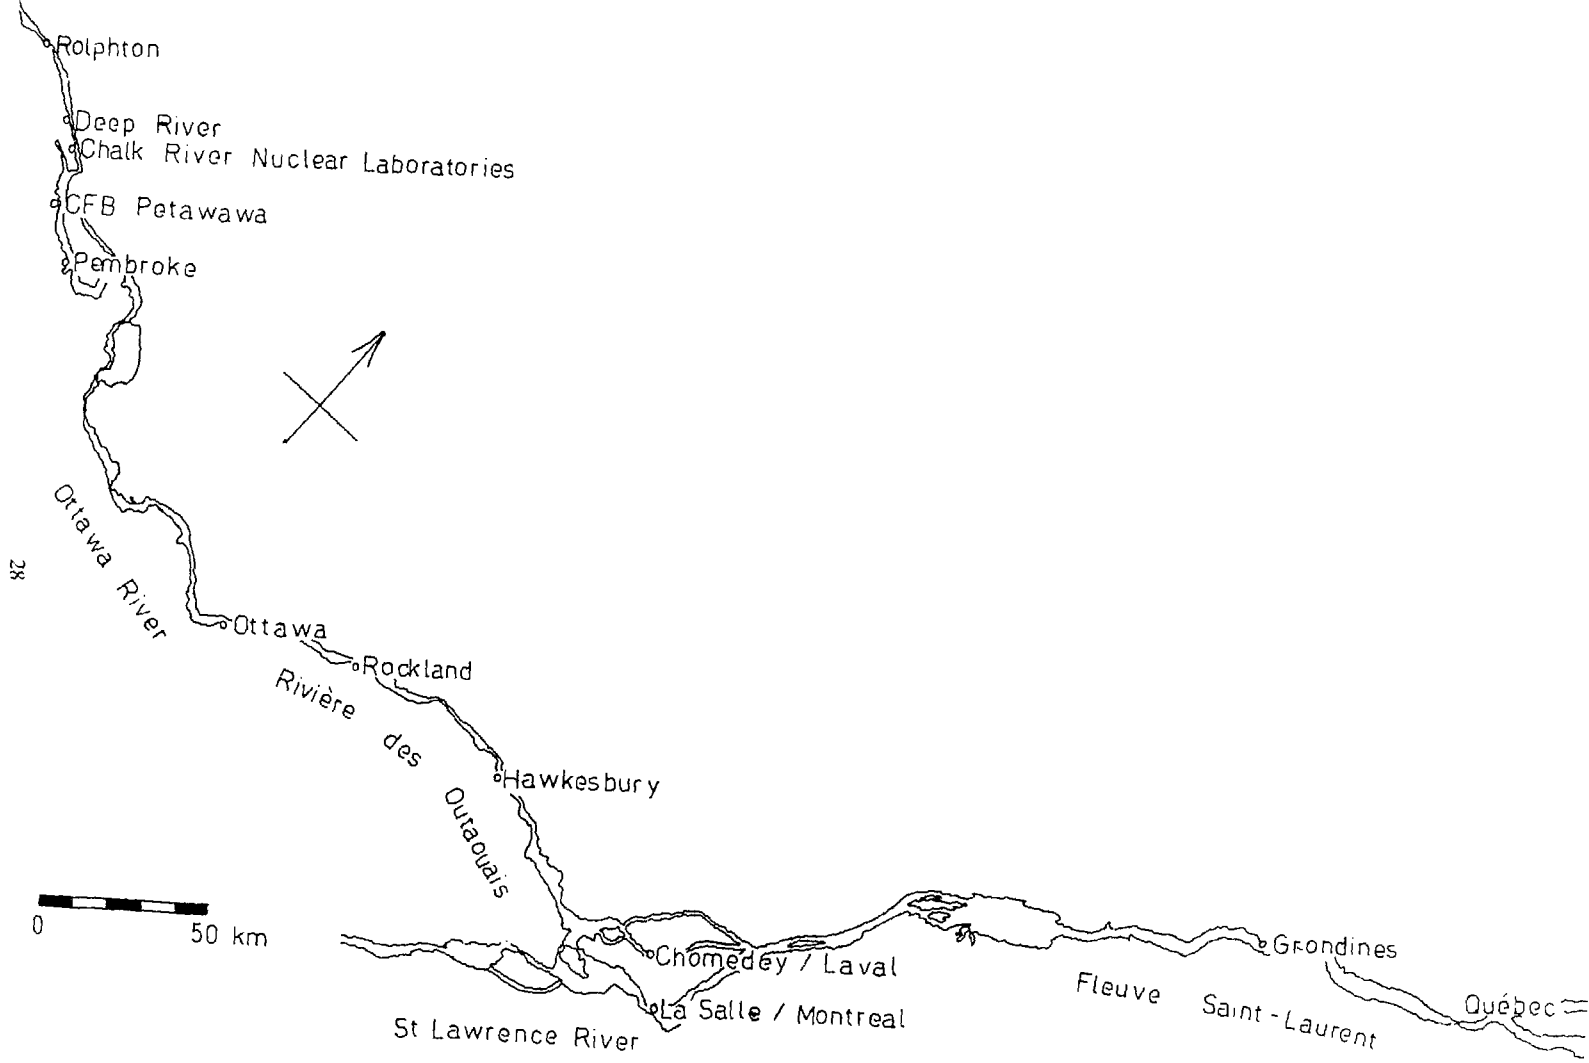 Rolphton
Deep River
Chalk River Nuclear Laboratories
CFB Petawawa
Pembroke
Ottawa River
28
Ottawa
Rockland
Rivière des Outaouais
Hawkesbury
0 50 km
Chomedey / Laval
Grondines
La Salle / Montreal
Fleuve Saint-Laurent
Québec
St Lawrence River